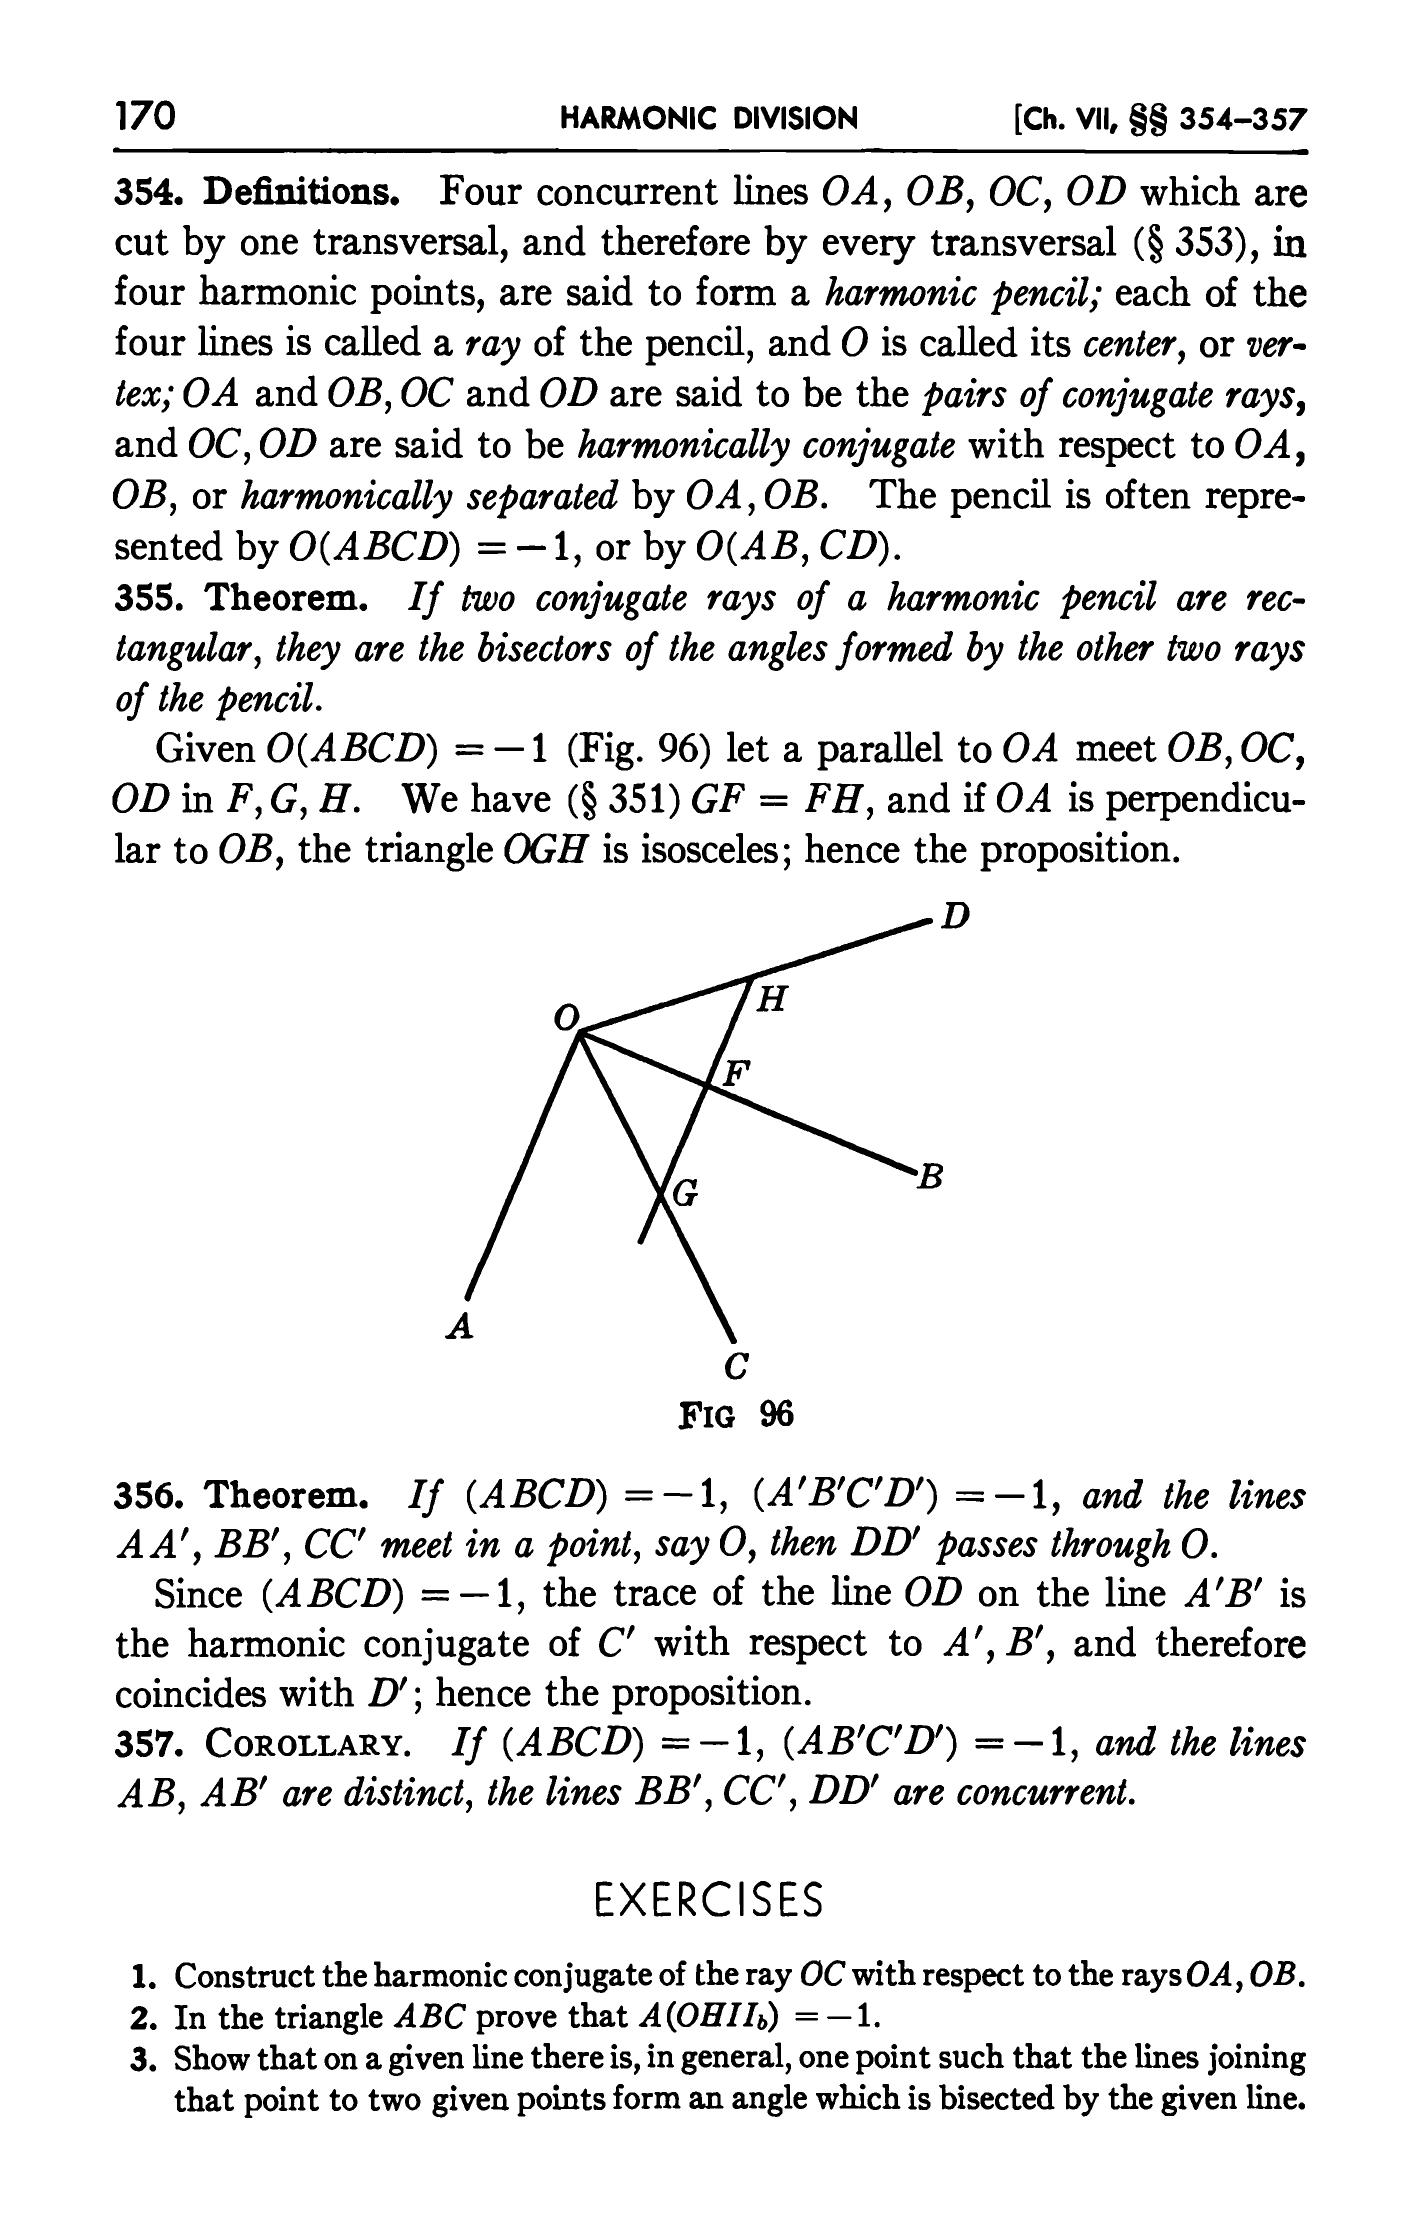 170 HARMONIC DIVISION [Ch. VII, §§ 354–357
354. Definitions. Four concurrent lines OA, OB, OC, OD which are
cut by one transversal, and therefore by every transversal (§ 353), in
four harmonic points, are said to form a harmonic pencil; each of the
four lines is called a ray of the pencil, and O is called its center, or ver-
tex; OA and OB, OC and OD are said to be the pairs of conjugate rays,
and OC, OD are said to be harmonically conjugate with respect to OA,
OB, or harmonically separated by OA, OB. The pencil is often repre-
sented by O(ABCD) = −1, or by O(AB, CD).
355. Theorem. If two conjugate rays of a harmonic pencil are rec-
tangular, they are the bisectors of the angles formed by the other two rays
of the pencil.
Given O(ABCD) = −1 (Fig. 96) let a parallel to OA meet OB, OC,
OD in F, G, H. We have (§ 351) GF = FH, and if OA is perpendicu-
lar to OB, the triangle OGH is isosceles; hence the proposition.
D
H
O
F
B
G
A
C
FIG 96
356. Theorem. If (ABCD) = −1, (A'B'C'D') = −1, and the lines
AA', BB', CC' meet in a point, say O, then DD' passes through O.
Since (ABCD) = −1, the trace of the line OD on the line A'B' is
the harmonic conjugate of C' with respect to A', B', and therefore
coincides with D'; hence the proposition.
357. COROLLARY. If (ABCD) = −1, (AB'C'D') = −1, and the lines
AB, AB' are distinct, the lines BB', CC', DD' are concurrent.
EXERCISES
1. Construct the harmonic conjugate of the ray OC with respect to the rays OA, OB.
2. In the triangle ABC prove that A(OHII_b) = −1.
3. Show that on a given line there is, in general, one point such that the lines joining
that point to two given points form an angle which is bisected by the given line.